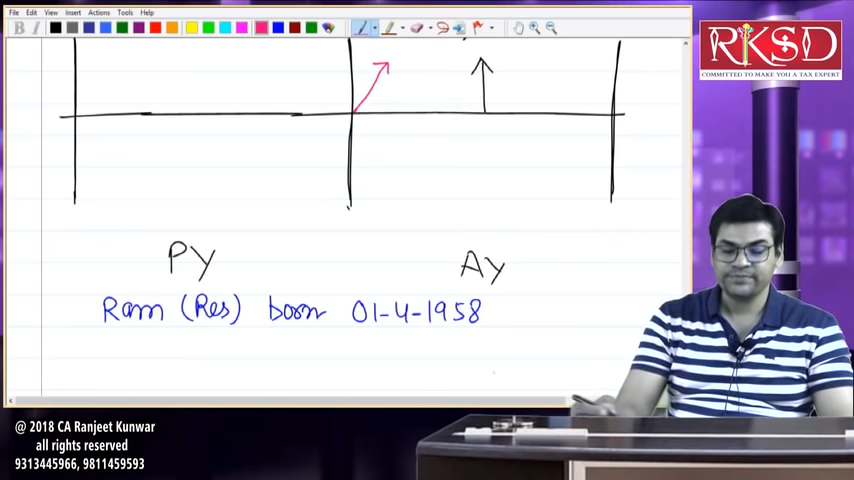 File Edit View Insert Actions Tools Help
B I
RKSD
COMMITTED TO MAKE YOU A TAX EXPERT
PY AY
Ram (Res) born 01-4-1958
@ 2018 CA Ranjeet Kunwar
all rights reserved
9313445966, 9811459593